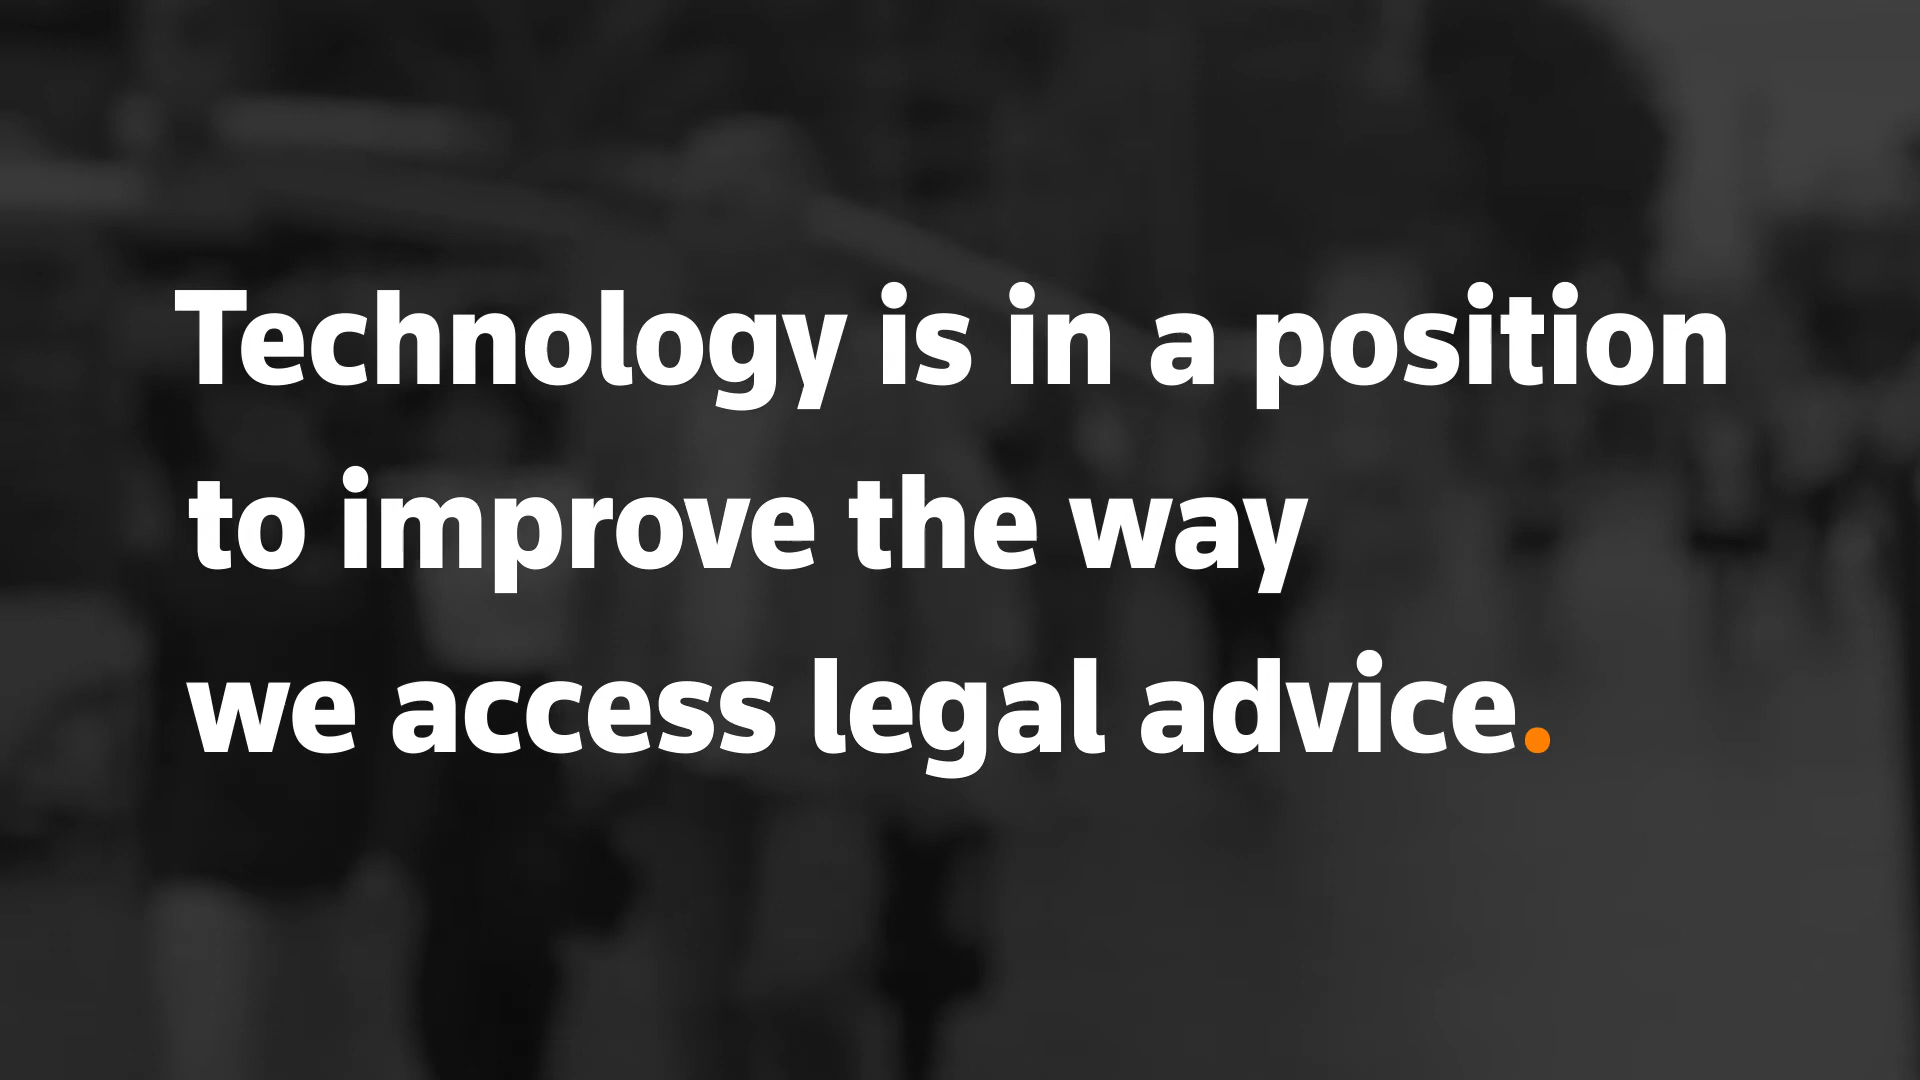 Technology is in a position
to improve the way
we access legal advice.